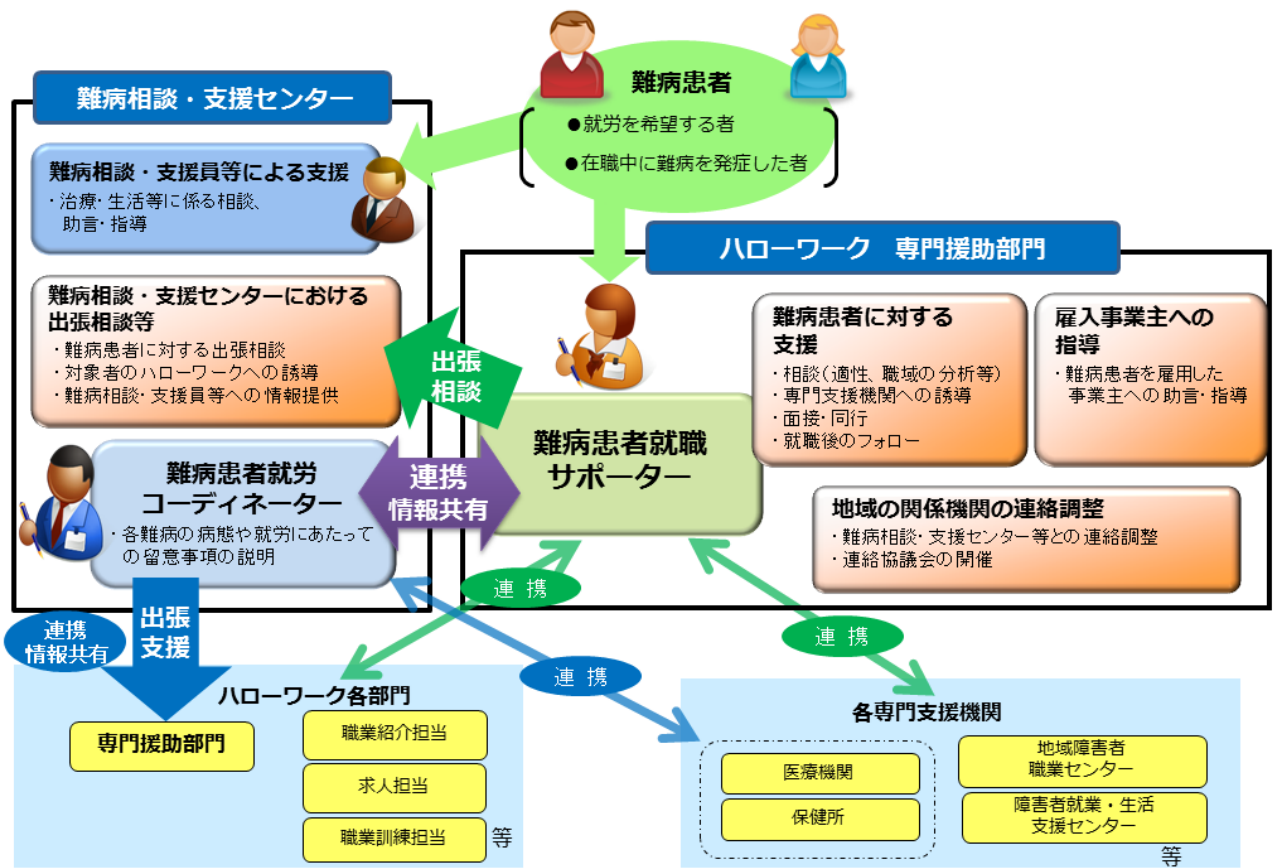 難病患者
●就労を希望する者
●在職中に難病を発症した者
難病相談・支援センター
難病相談・支援員等による支援
・治療・生活等に係る相談、
助言・指導
難病相談・支援センターにおける
出張相談等
・難病患者に対する出張相談
・対象者のハローワークへの誘導
・難病相談・支援員等への情報提供
難病患者就労
コーディネーター
・各難病の病態や就労にあたって
の留意事項の説明
出張
相談
連携
情報共有
ハローワーク 専門援助部門
難病患者就職
サポーター
難病患者に対する
支援
・相談（適性、職域の分析等）
・専門支援機関への誘導
・面接・同行
・就職後のフォロー
雇入事業主への
指導
・難病患者を雇用した
事業主への助言・指導
地域の関係機関の連絡調整
・難病相談・支援センター等との連絡調整
・連絡協議会の開催
連携
情報共有
出張
支援
連 携
連 携
連 携
ハローワーク各部門
専門援助部門
職業紹介担当
求人担当
職業訓練担当
等
各専門支援機関
医療機関
保健所
地域障害者
職業センター
障害者就業・生活
支援センター
等